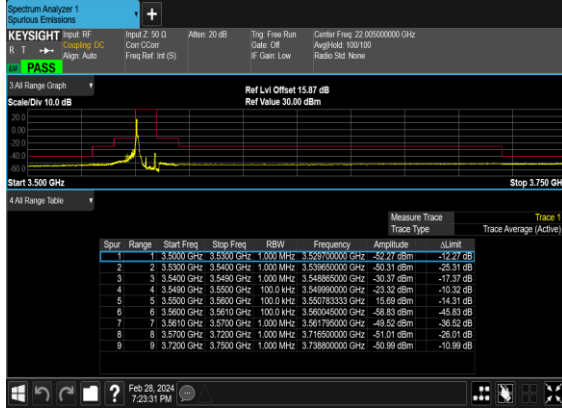 Spectrum Analyzer 1
Spurious Emissions
KEYSIGHT Input: RF Input Z: 50 Ω Atten: 20 dB Trig: Free Run Center Freq: 22.005000000 GHz
R T Coupling: DC Corr CCorr Gate: Off Avg|Hold: 100/100
Align: Auto Freq Ref: Int (S) IF Gain: Low Radio Std: None
PASS
3 All Range Graph
Ref Lvl Offset 15.87 dB
Scale/Div 10.0 dB Ref Value 30.00 dBm
20.0
0.00
-20.0
-40.0
-60.0
Start 3.500 GHz Stop 3.750 GH
4 All Range Table
Measure Trace Trace 1
Trace Type Trace Average (Active)
Spur Range Start Freq Stop Freq RBW Frequency Amplitude ΔLimit
1 1 3.5000 GHz 3.5300 GHz 1.000 MHz 3.529700000 GHz -52.27 dBm -12.27 dB
2 2 3.5300 GHz 3.5400 GHz 1.000 MHz 3.539650000 GHz -50.31 dBm -25.31 dB
3 3 3.5400 GHz 3.5490 GHz 1.000 MHz 3.548865000 GHz -30.37 dBm -17.37 dB
4 4 3.5490 GHz 3.5500 GHz 100.0 kHz 3.549990000 GHz -23.32 dBm -10.32 dB
5 5 3.5500 GHz 3.5600 GHz 100.0 kHz 3.550783333 GHz 15.69 dBm -14.31 dB
6 6 3.5600 GHz 3.5610 GHz 100.0 kHz 3.560045000 GHz -58.83 dBm -45.83 dB
7 7 3.5610 GHz 3.5700 GHz 1.000 MHz 3.561795000 GHz -49.52 dBm -36.52 dB
8 8 3.5700 GHz 3.7200 GHz 1.000 MHz 3.716500000 GHz -51.01 dBm -26.01 dB
9 9 3.7200 GHz 3.7500 GHz 1.000 MHz 3.738800000 GHz -50.99 dBm -10.99 dB
Feb 28, 2024
7:23:31 PM